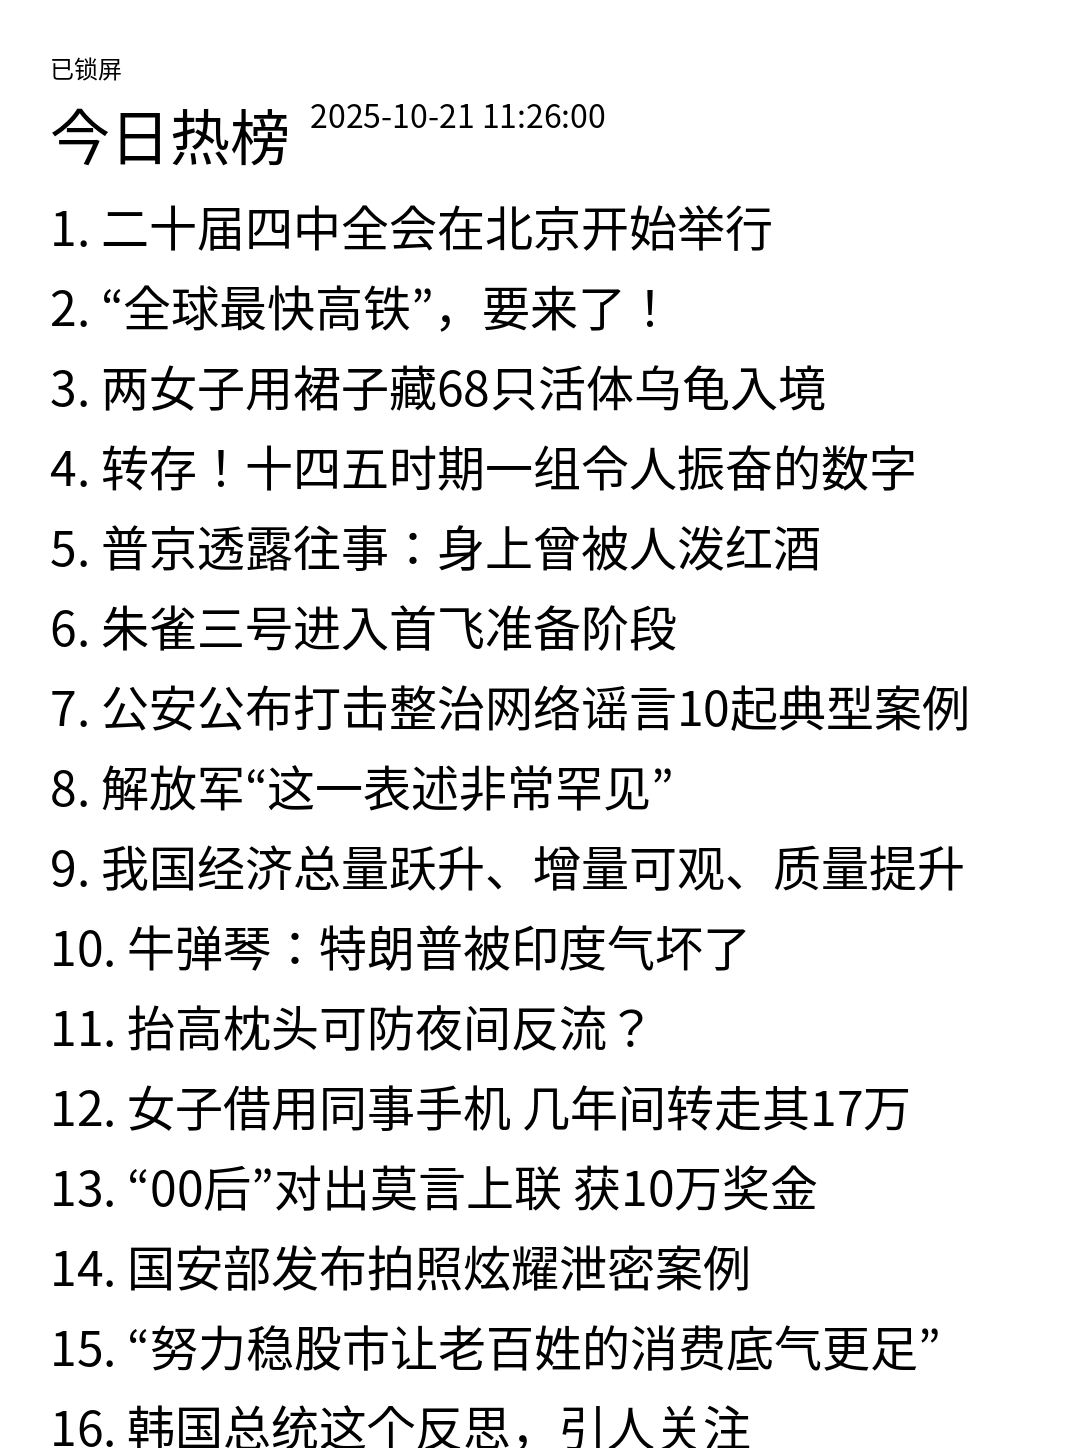 已锁屏
今日热榜 2025-10-21 11:26:00
1. 二十届四中全会在北京开始举行
2. “全球最快高铁”，要来了！
3. 两女子用裙子藏68只活体乌龟入境
4. 转存！十四五时期一组令人振奋的数字
5. 普京透露往事：身上曾被人泼红酒
6. 朱雀三号进入首飞准备阶段
7. 公安公布打击整治网络谣言10起典型案例
8. 解放军“这一表述非常罕见”
9. 我国经济总量跃升、增量可观、质量提升
10. 牛弹琴：特朗普被印度气坏了
11. 抬高枕头可防夜间反流？
12. 女子借用同事手机 几年间转走其17万
13. “00后”对出莫言上联 获10万奖金
14. 国安部发布拍照炫耀泄密案例
15. “努力稳股市让老百姓的消费底气更足”
16. 韩国总统这个反思，引人关注